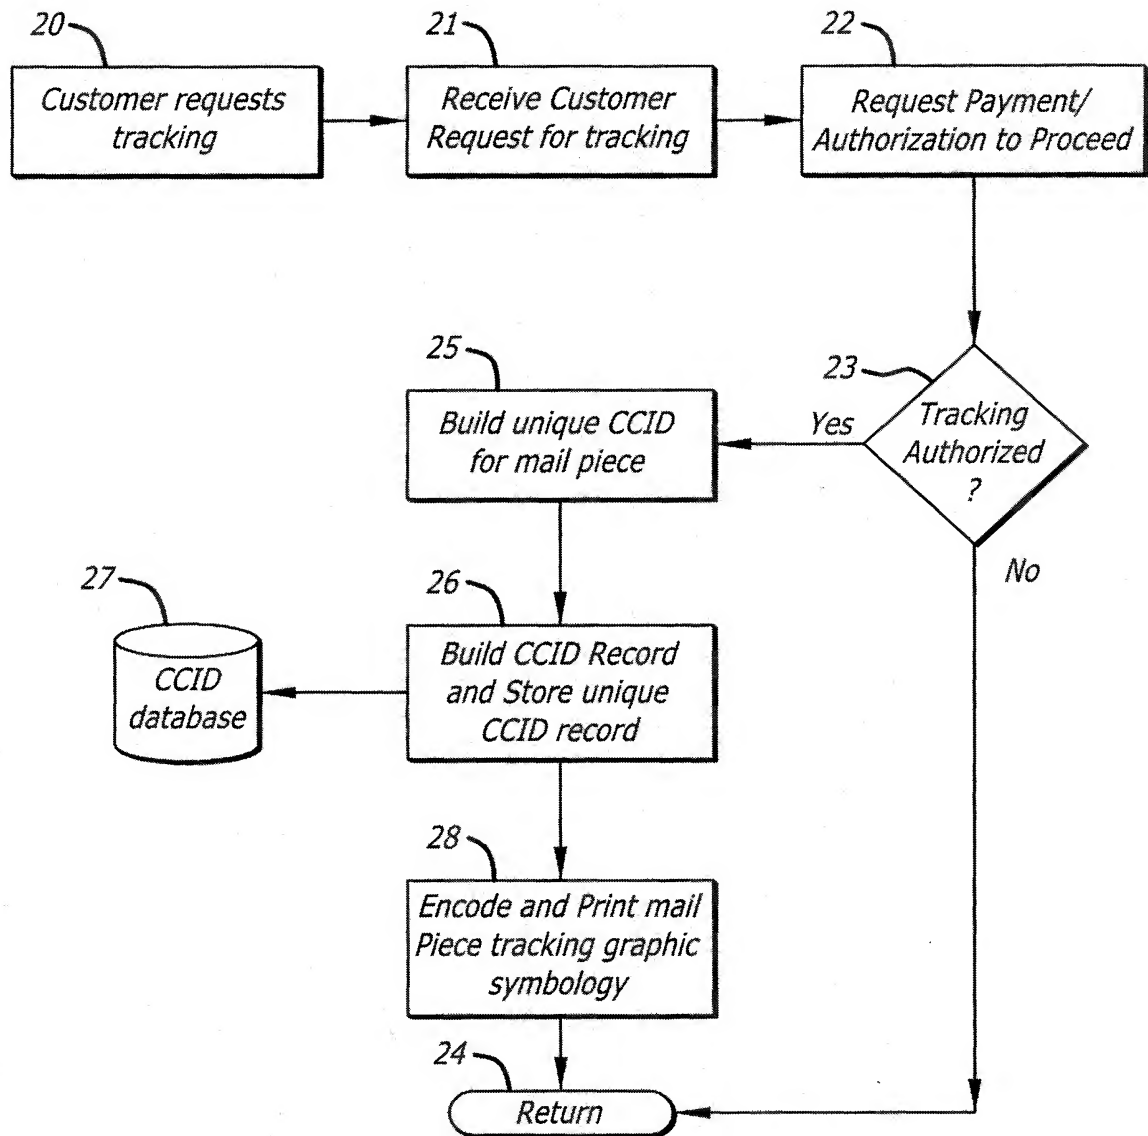 20
Customer requests
tracking
21
Receive Customer
Request for tracking
22
Request Payment/
Authorization to Proceed
23
Tracking
Authorized
?
Yes
No
25
Build unique CCID
for mail piece
26
Build CCID Record
and Store unique
CCID record
27
CCID
database
28
Encode and Print mail
Piece tracking graphic
symbology
24
Return